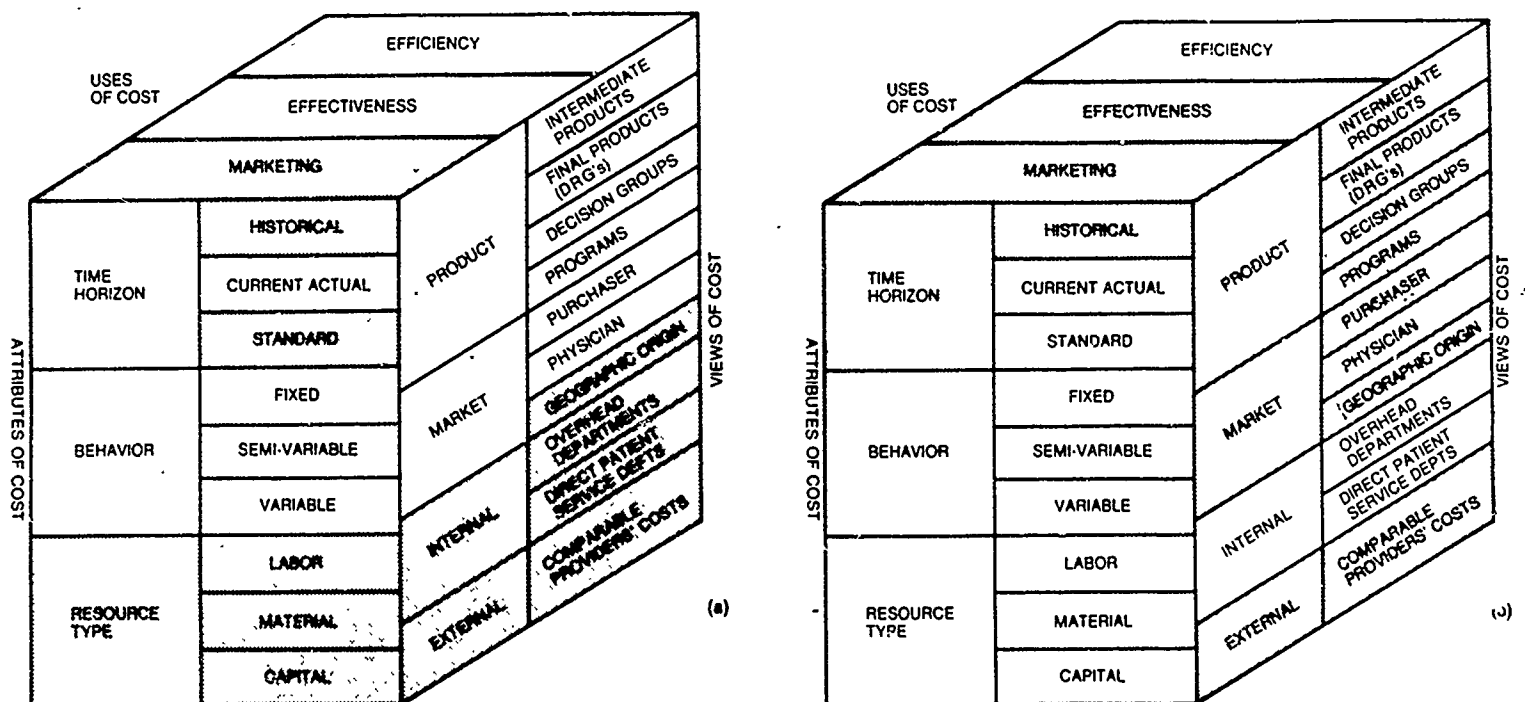 EFFICIENCY
USES
OF COST
EFFECTIVENESS
MARKETING
ATTRIBUTES OF COST
TIME
HORIZON
HISTORICAL
CURRENT ACTUAL
STANDARD
BEHAVIOR
FIXED
SEMI-VARIABLE
VARIABLE
RESOURCE
TYPE
LABOR
MATERIAL
CAPITAL
PRODUCT
MARKET
INTERNAL
EXTERNAL
INTERMEDIATE
PRODUCTS
FINAL PRODUCTS
(DRG's)
DECISION GROUPS
PROGRAMS
PURCHASER
PHYSICIAN
GEOGRAPHIC ORIGIN
OVERHEAD
DEPARTMENTS
DIRECT PATIENT
SERVICE DEPTS
COMPARABLE
PROVIDERS' COSTS
VIEWS OF COST
(a)
EFFICIENCY
USES
OF COST
EFFECTIVENESS
MARKETING
ATTRIBUTES OF COST
TIME
HORIZON
HISTORICAL
CURRENT ACTUAL
STANDARD
BEHAVIOR
FIXED
SEMI-VARIABLE
VARIABLE
RESOURCE
TYPE
LABOR
MATERIAL
CAPITAL
PRODUCT
MARKET
INTERNAL
EXTERNAL
INTERMEDIATE
PRODUCTS
FINAL PRODUCTS
(DRG's)
DECISION GROUPS
PROGRAMS
PURCHASER
PHYSICIAN
GEOGRAPHIC ORIGIN
OVERHEAD
DEPARTMENTS
DIRECT PATIENT
SERVICE DEPTS
COMPARABLE
PROVIDERS' COSTS
VIEWS OF COST